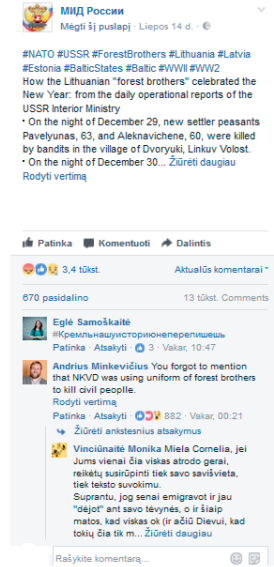 МИД России
Mėgti šį puslapį · Liepos 14 d. ·
#NATO #USSR #ForestBrothers #Lithuania #Latvia
#Estonia #BalticStates #Baltic #WWII #WW2
How the Lithuanian "forest brothers" celebrated the
New Year: from the daily operational reports of the
USSR Interior Ministry
• On the night of December 29, new settler peasants
Pavelyunas, 63, and Aleknavichene, 60, were killed
by bandits in the village of Dvoryuki, Linkuv Volost.
• On the night of December 30... Žiūrėti daugiau
Rodyti vertimą
Patinka Komentuoti Dalintis
3,4 tūkst. Aktualūs komentarai
670 pasidalino 13 tūkst. Comments
Eglė Samoškaitė
#Кремльнашуисториюнеперепишешь
Patinka · Atsakyti · 3 · Vakar, 10:47
Andrius Minkevičius You forgot to mention
that NKVD was using uniform of forest brothers
to kill civil peoplle.
Rodyti vertimą
Patinka · Atsakyti · 882 · Vakar, 00:21
Žiūrėti ankstesnius atsakymus
Vinciūnaitė Monika Miela Cornelia, jei
Jums vienai čia viskas atrodo gerai,
reikėtų susirūpinti tiek savo savišvieta,
tiek teksto suvokimu.
Suprantu, jog senai emigravot ir jau
"dėjot" ant savo tėvynės, o ir šiaip
matos, kad viskas ok (ir ačiū Dievui, kad
tokių čia tik m... Žiūrėti daugiau
Rašykite komentarą...